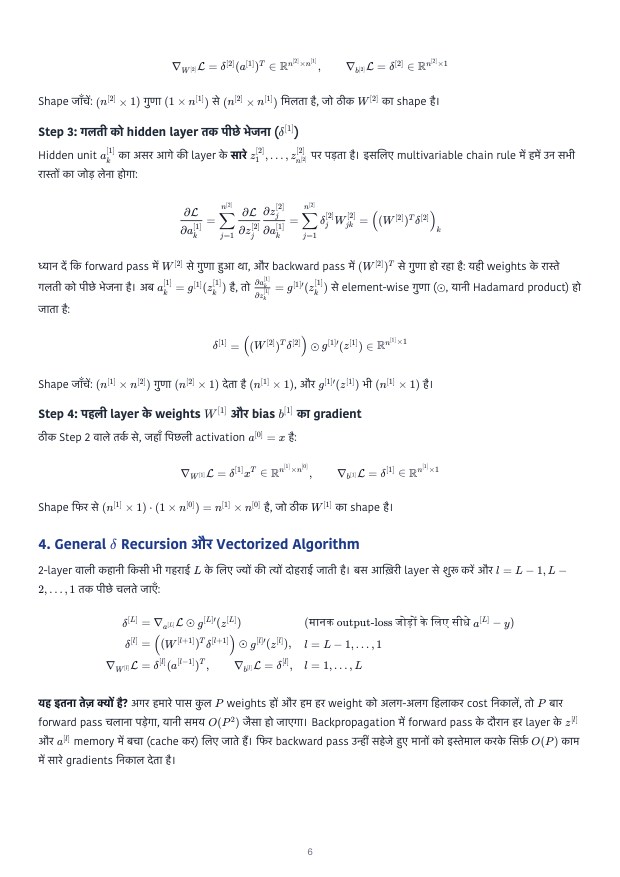 ∇_{W^{[2]}} ℒ = δ^{[2]}(a^{[1]})^T ∈ ℝ^{n^{[2]}×n^{[1]}},   ∇_{b^{[2]}} ℒ = δ^{[2]} ∈ ℝ^{n^{[2]}×1}
Shape जाँचें: (n^{[2]} × 1) गुणा (1 × n^{[1]}) से (n^{[2]} × n^{[1]}) मिलता है, जो ठीक W^{[2]} का shape है।
Step 3: गलती को hidden layer तक पीछे भेजना (δ^{[1]})
Hidden unit a_k^{[1]} का असर आगे की layer के सारे z_1^{[2]}, . . . , z_{n^{[2]}}^{[2]} पर पड़ता है। इसलिए multivariable chain rule में हमें उन सभी
रास्तों का जोड़ लेना होगा:
∂ℒ/∂a_k^{[1]} = ∑_{j=1}^{n^{[2]}} ∂ℒ/∂z_j^{[2]} ∂z_j^{[2]}/∂a_k^{[1]} = ∑_{j=1}^{n^{[2]}} δ_j^{[2]} W_{jk}^{[2]} = ((W^{[2]})^T δ^{[2]})_k
ध्यान दें कि forward pass में W^{[2]} से गुणा हुआ था, और backward pass में (W^{[2]})^T से गुणा हो रहा है: यही weights के रास्ते
गलती को पीछे भेजना है। अब a_k^{[1]} = g^{[1]}(z_k^{[1]}) है, तो ∂a_k^{[1]}/∂z_k^{[1]} = g^{[1]}′(z_k^{[1]}) से element-wise गुणा (⊙, यानी Hadamard product) हो
जाता है:
δ^{[1]} = ((W^{[2]})^T δ^{[2]}) ⊙ g^{[1]}′(z^{[1]}) ∈ ℝ^{n^{[1]}×1}
Shape जाँचें: (n^{[1]} × n^{[2]}) गुणा (n^{[2]} × 1) देता है (n^{[1]} × 1), और g^{[1]}′(z^{[1]}) भी (n^{[1]} × 1) है।
Step 4: पहली layer के weights W^{[1]} और bias b^{[1]} का gradient
ठीक Step 2 वाले तर्क से, जहाँ पिछली activation a^{[0]} = x है:
∇_{W^{[1]}} ℒ = δ^{[1]} x^T ∈ ℝ^{n^{[1]}×n^{[0]}},   ∇_{b^{[1]}} ℒ = δ^{[1]} ∈ ℝ^{n^{[1]}×1}
Shape फिर से (n^{[1]} × 1) · (1 × n^{[0]}) = n^{[1]} × n^{[0]} है, जो ठीक W^{[1]} का shape है।
4. General δ Recursion और Vectorized Algorithm
2-layer वाली कहानी किसी भी गहराई L के लिए ज्यों की त्यों दोहराई जाती है। बस आख़िरी layer से शुरू करें और l = L − 1, L −
2, . . . , 1 तक पीछे चलते जाएँ:
δ^{[L]} = ∇_{a^{[L]}} ℒ ⊙ g^{[L]}′(z^{[L]})   (मानक output-loss जोड़ों के लिए सीधे a^{[L]} − y)
δ^{[l]} = ((W^{[l+1]})^T δ^{[l+1]}) ⊙ g^{[l]}′(z^{[l]}),   l = L − 1, . . . , 1
∇_{W^{[l]}} ℒ = δ^{[l]}(a^{[l−1]})^T,   ∇_{b^{[l]}} ℒ = δ^{[l]},   l = 1, . . . , L
यह इतना तेज़ क्यों है? अगर हमारे पास कुल P weights हों और हम हर weight को अलग-अलग हिलाकर cost निकालें, तो P बार
forward pass चलाना पड़ेगा, यानी समय O(P²) जैसा हो जाएगा। Backpropagation में forward pass के दौरान हर layer के z^{[l]}
और a^{[l]} memory में बचा (cache कर) लिए जाते हैं। फिर backward pass उन्हीं सहेजे हुए मानों को इस्तेमाल करके सिर्फ़ O(P) काम
में सारे gradients निकाल देता है।
6